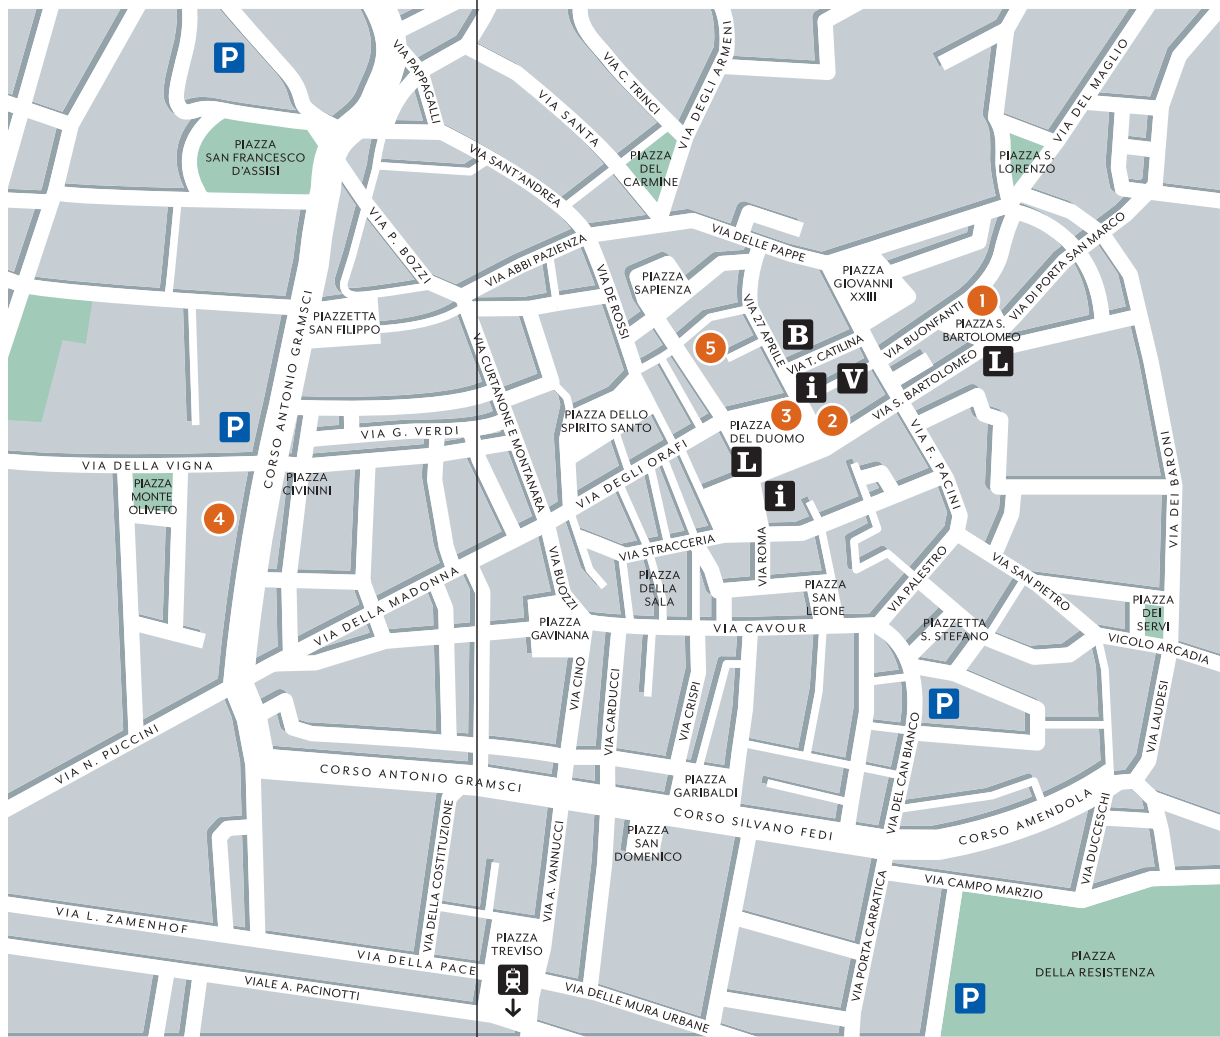 P
VIA PAPPAGALLI
VIA C. TRINCI
VIA DEGLI ARMENI
VIA DEL MAGLIO
VIA SANTA
PIAZZA
SAN FRANCESCO
D'ASSISI
VIA SANT'ANDREA
PIAZZA
DEL
CARMINE
PIAZZA S.
LORENZO
VIA P. BOZZI
VIA ABBI PAZIENZA
VIA DELLE PAPPE
VIA DI PORTA SAN MARCO
PIAZZA
SAPIENZA
PIAZZA
GIOVANNI
XXIII
VIA DE ROSSI
VIA 27 APRILE
PIAZZETTA
SAN FILIPPO
CORSO ANTONIO GRAMSCI
VIA BUONFANTI
1
PIAZZA S.
BARTOLOMEO
B
VIA T. CATILINA
5
L
VIA CURTANONE E MONTANARA
i
V
VIA S. BARTOLOMEO
3
2
P
PIAZZA DELLO
SPIRITO SANTO
PIAZZA
DEL DUOMO
VIA G. VERDI
VIA DEGLI ORAFI
VIA F. PACINI
VIA DEI BARONI
VIA DELLA VIGNA
L
PIAZZA
MONTE
OLIVETO
PIAZZA
CIVININI
i
4
VIA STRACCERIA
VIA ROMA
VIA BUOZZI
VIA DELLA MADONNA
PIAZZA
DELLA
SALA
PIAZZA
SAN
LEONE
VIA PALESTRO
VIA SAN PIETRO
PIAZZA
DEI
SERVI
PIAZZA
GAVINANA
VIA CAVOUR
PIAZZETTA
S. STEFANO
VICOLO ARCADIA
VIA CINO
VIA CARDUCCI
VIA CRISPI
P
VIA LAUDESI
VIA N. PUCCINI
VIA DEL CAN BIANCO
CORSO ANTONIO GRAMSCI
PIAZZA
GARIBALDI
CORSO SILVANO FEDI
CORSO AMENDOLA
VIA DUCCESCHI
VIA DELLA COSTITUZIONE
VIA A. VANNUCCI
PIAZZA
SAN
DOMENICO
VIA CAMPO MARZIO
VIA PORTA CARRATICA
VIA L. ZAMENHOF
PIAZZA
TREVISO
VIA DELLA PACE
PIAZZA
DELLA RESISTENZA
VIALE A. PACINOTTI
VIA DELLE MURA URBANE
P